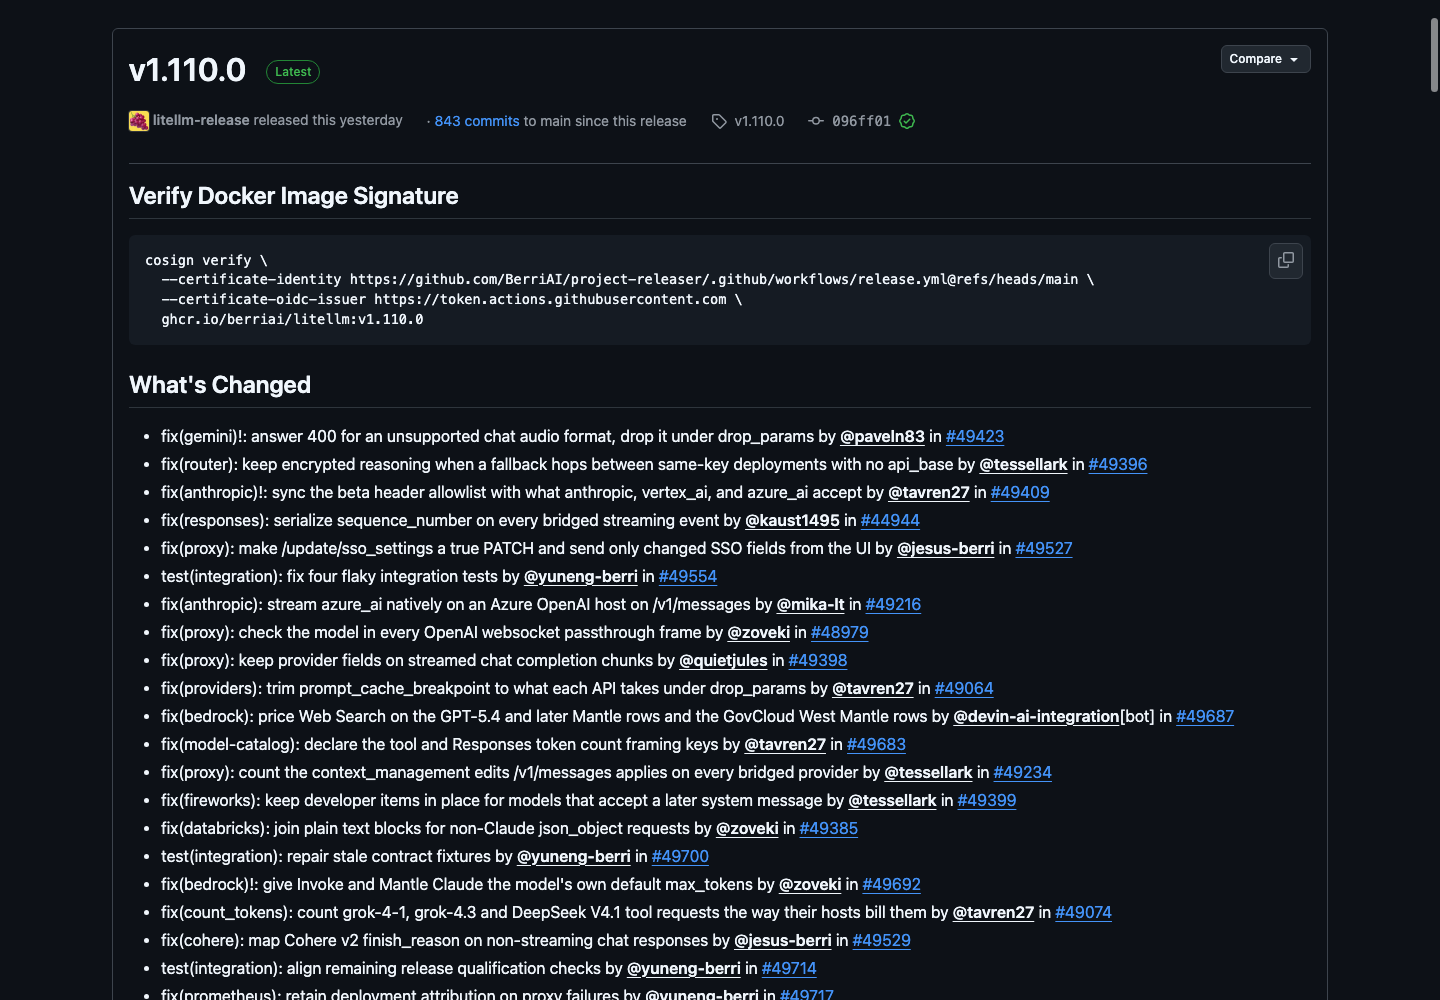 v1.110.0 Latest
Compare
litellm-release released this yesterday · 843 commits to main since this release v1.110.0 096ff01
Verify Docker Image Signature
cosign verify \
--certificate-identity https://github.com/BerriAI/project-releaser/.github/workflows/release.yml@refs/heads/main \
--certificate-oidc-issuer https://token.actions.githubusercontent.com \
ghcr.io/berriai/litellm:v1.110.0
What's Changed
• fix(gemini)!: answer 400 for an unsupported chat audio format, drop it under drop_params by @paveln83 in #49423
• fix(router): keep encrypted reasoning when a fallback hops between same-key deployments with no api_base by @tessellark in #49396
• fix(anthropic)!: sync the beta header allowlist with what anthropic, vertex_ai, and azure_ai accept by @tavren27 in #49409
• fix(responses): serialize sequence_number on every bridged streaming event by @kaust1495 in #44944
• fix(proxy): make /update/sso_settings a true PATCH and send only changed SSO fields from the UI by @jesus-berri in #49527
• test(integration): fix four flaky integration tests by @yuneng-berri in #49554
• fix(anthropic): stream azure_ai natively on an Azure OpenAI host on /v1/messages by @mika-lt in #49216
• fix(proxy): check the model in every OpenAI websocket passthrough frame by @zoveki in #48979
• fix(proxy): keep provider fields on streamed chat completion chunks by @quietjules in #49398
• fix(providers): trim prompt_cache_breakpoint to what each API takes under drop_params by @tavren27 in #49064
• fix(bedrock): price Web Search on the GPT-5.4 and later Mantle rows and the GovCloud West Mantle rows by @devin-ai-integration[bot] in #49687
• fix(model-catalog): declare the tool and Responses token count framing keys by @tavren27 in #49683
• fix(proxy): count the context_management edits /v1/messages applies on every bridged provider by @tessellark in #49234
• fix(fireworks): keep developer items in place for models that accept a later system message by @tessellark in #49399
• fix(databricks): join plain text blocks for non-Claude json_object requests by @zoveki in #49385
• test(integration): repair stale contract fixtures by @yuneng-berri in #49700
• fix(bedrock)!: give Invoke and Mantle Claude the model's own default max_tokens by @zoveki in #49692
• fix(count_tokens): count grok-4-1, grok-4.3 and DeepSeek V4.1 tool requests the way their hosts bill them by @tavren27 in #49074
• fix(cohere): map Cohere v2 finish_reason on non-streaming chat responses by @jesus-berri in #49529
• test(integration): align remaining release qualification checks by @yuneng-berri in #49714
• fix(prometheus): retain deployment attribution on proxy failures by @yuneng-berri in #49717